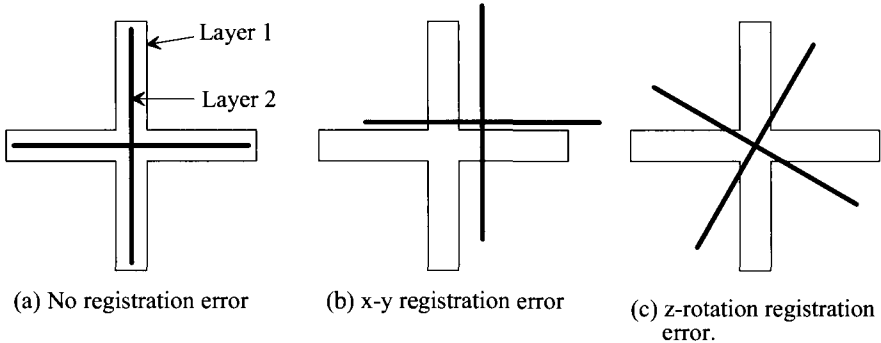 Layer 1
Layer 2
(a) No registration error
(b) x-y registration error
(c) z-rotation registration
error.